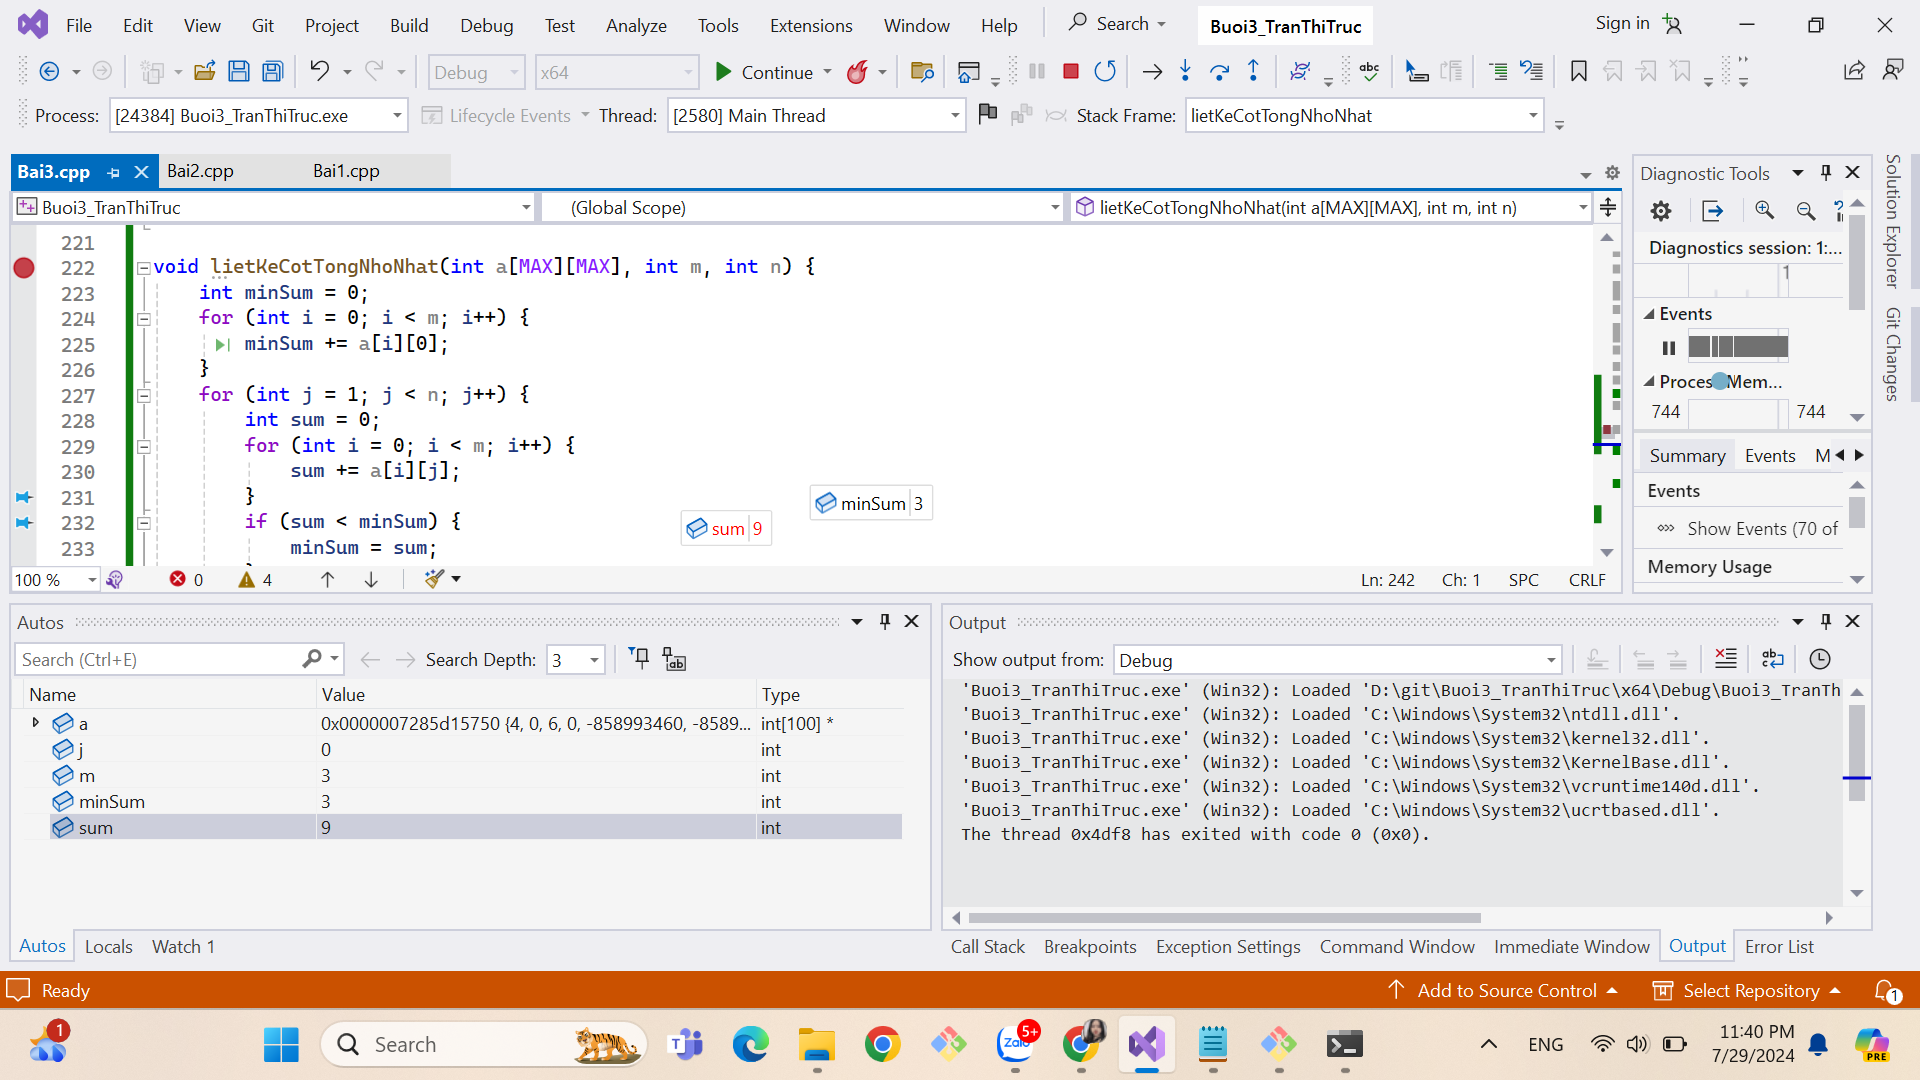 File Edit View Git Project Build Debug Test Analyze Tools Extensions Window Help Search Buoi3_TranThiTruc Sign in
Debug x64 Continue abc
Process: [24384] Buoi3_TranThiTruc.exe Lifecycle Events Thread: [2580] Main Thread Stack Frame: lietKeCotTongNhoNhat
Bai3.cpp Bai2.cpp Bai1.cpp
Buoi3_TranThiTruc (Global Scope) lietKeCotTongNhoNhat(int a[MAX][MAX], int m, int n)
221
222 void lietKeCotTongNhoNhat(int a[MAX][MAX], int m, int n) {
223 int minSum = 0;
224 for (int i = 0; i < m; i++) {
225 minSum += a[i][0];
226 }
227 for (int j = 1; j < n; j++) {
228 int sum = 0;
229 for (int i = 0; i < m; i++) {
230 sum += a[i][j];
231 }
minSum 3
232 if (sum < minSum) {
sum 9
233 minSum = sum;
100 % 0 4 Ln: 242 Ch: 1 SPC CRLF
Diagnostic Tools
Diagnostics session: 1:...
1
Events
Process Mem...
744 744
Summary Events M
Events
Show Events (70 of
Memory Usage
Solution Explorer
Git Changes
Autos
Search (Ctrl+E) Search Depth: 3
Name Value Type
a 0x0000007285d15750 {4, 0, 6, 0, -858993460, -8589... int[100] *
j 0 int
m 3 int
minSum 3 int
sum 9 int
Autos Locals Watch 1
Output
Show output from: Debug
'Buoi3_TranThiTruc.exe' (Win32): Loaded 'D:\git\Buoi3_TranThiTruc\x64\Debug\Buoi3_TranTh
'Buoi3_TranThiTruc.exe' (Win32): Loaded 'C:\Windows\System32\ntdll.dll'.
'Buoi3_TranThiTruc.exe' (Win32): Loaded 'C:\Windows\System32\kernel32.dll'.
'Buoi3_TranThiTruc.exe' (Win32): Loaded 'C:\Windows\System32\KernelBase.dll'.
'Buoi3_TranThiTruc.exe' (Win32): Loaded 'C:\Windows\System32\vcruntime140d.dll'.
'Buoi3_TranThiTruc.exe' (Win32): Loaded 'C:\Windows\System32\ucrtbased.dll'.
The thread 0x4df8 has exited with code 0 (0x0).
Call Stack Breakpoints Exception Settings Command Window Immediate Window Output Error List
Ready Add to Source Control Select Repository 1
1 Search Zalo 5+ ENG 11:40 PM
7/29/2024 PRE